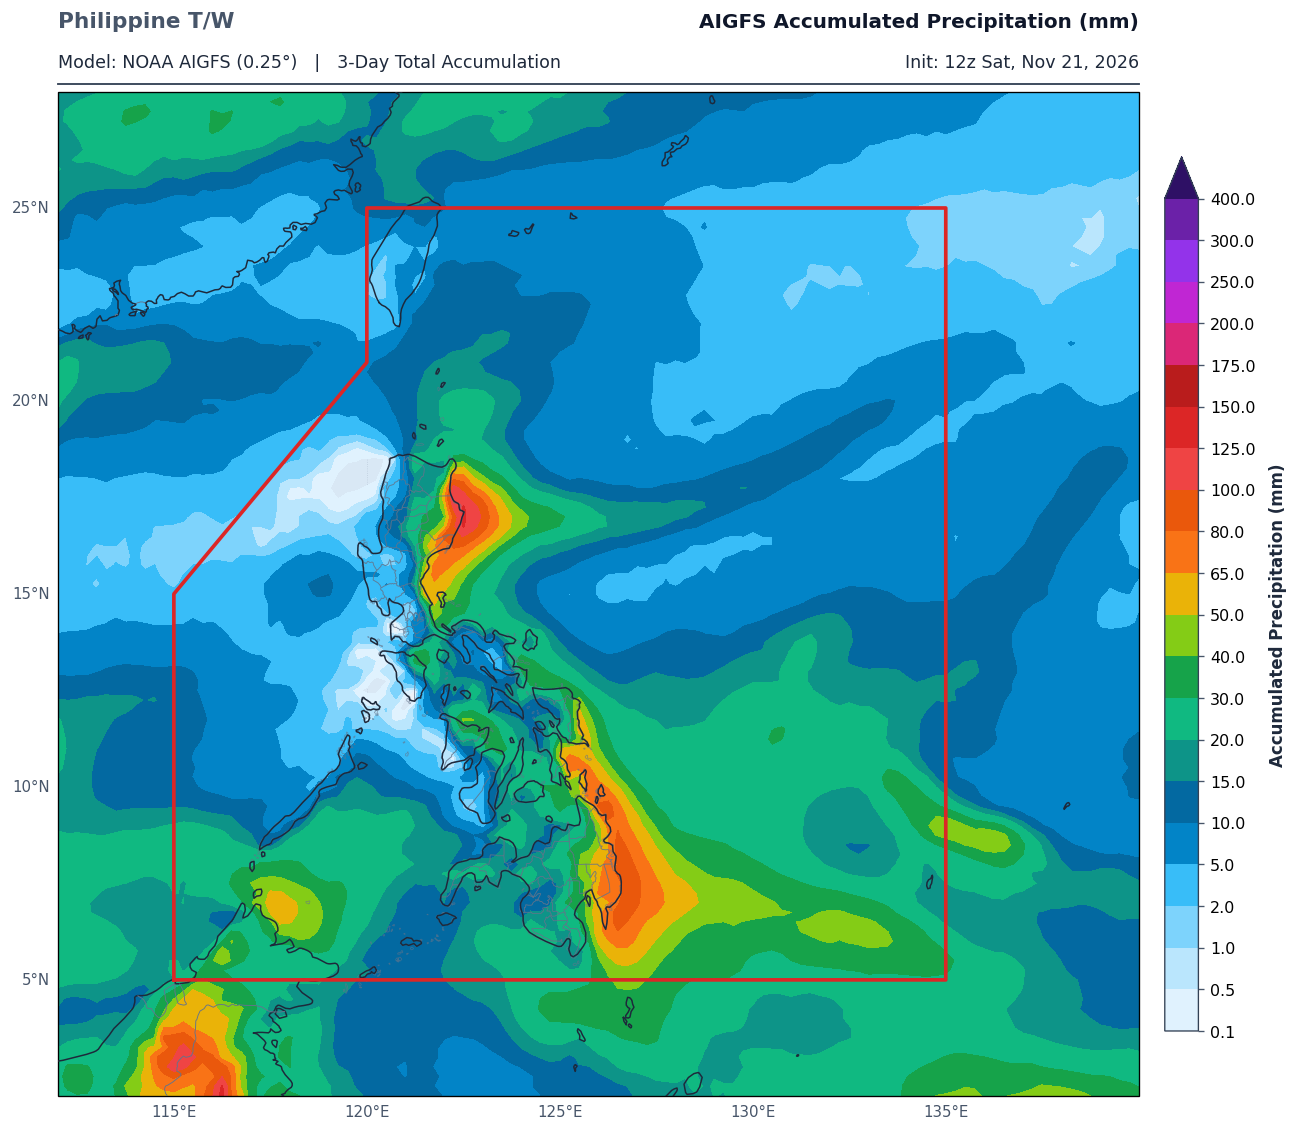 Philippine T/W
AIGFS Accumulated Precipitation (mm)
Model: NOAA AIGFS (0.25°) | 3-Day Total Accumulation
Init: 12z Sat, Nov 21, 2026
25°N
20°N
15°N
10°N
5°N
115°E
120°E
125°E
130°E
135°E
400.0
300.0
250.0
200.0
175.0
150.0
125.0
100.0
80.0
65.0
50.0
40.0
30.0
20.0
15.0
10.0
5.0
2.0
1.0
0.5
0.1
Accumulated Precipitation (mm)